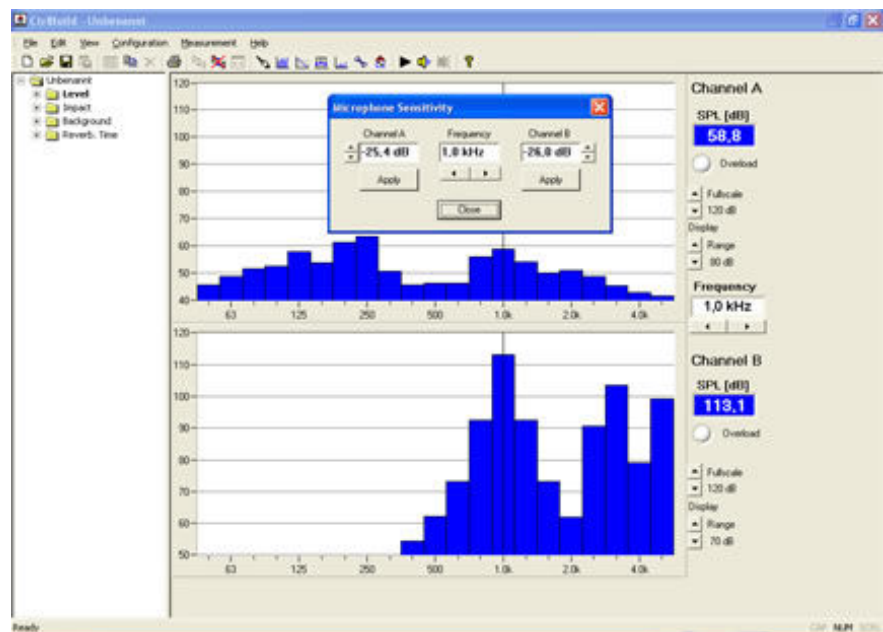 CtrBuild - Unbenannt
File Edit View Configuration Measurement Help
Unbenannt
Level
Impact
Background
Reverb. Time
120
110
100
90
80
70
60
50
40
63 125 250 500 1.0k 2.0k 4.0k
Microphone Sensitivity
Channel A Frequency Channel B
-25,4 dB 1,0 kHz -26,0 dB
Apply Apply
Close
Channel A
SPL [dB]
58,8
Overload
Fullscale
120 dB
Display
Range
80 dB
Frequency
1,0 kHz
120
110
100
90
80
70
60
50
63 125 250 500 1.0k 2.0k 4.0k
Channel B
SPL [dB]
113,1
Overload
Fullscale
120 dB
Display
Range
70 dB
Ready
CAP NUM SCRL